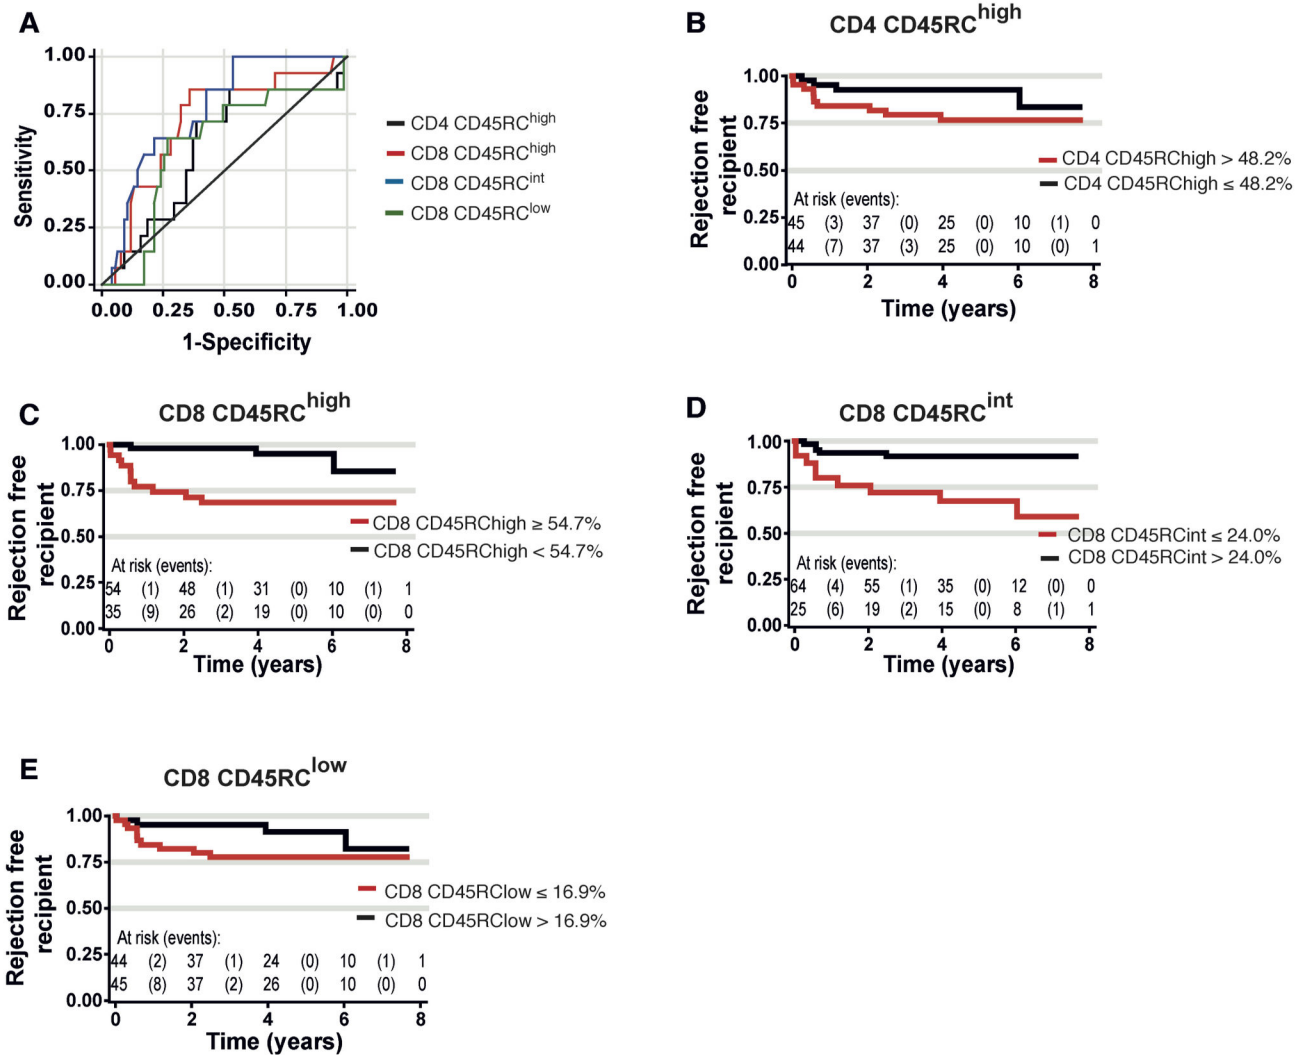 A
1.00
0.75
0.50
0.25
0.00
Sensitivity
0.00 0.25 0.50 0.75 1.00
1-Specificity
CD4 CD45RChigh
CD8 CD45RChigh
CD8 CD45RCint
CD8 CD45RClow
B
CD4 CD45RChigh
Rejection free
recipient
1.00
0.75
0.50
0.25
0.00
CD4 CD45RChigh > 48.2%
CD4 CD45RChigh ≤ 48.2%
At risk (events):
45 (3) 37 (0) 25 (0) 10 (1) 0
44 (7) 37 (3) 25 (0) 10 (0) 1
0 2 4 6 8
Time (years)
C
CD8 CD45RChigh
Rejection free
recipient
1.00
0.75
0.50
0.25
0.00
CD8 CD45RChigh ≥ 54.7%
CD8 CD45RChigh < 54.7%
At risk (events):
54 (1) 48 (1) 31 (0) 10 (1) 1
35 (9) 26 (2) 19 (0) 10 (0) 0
0 2 4 6 8
Time (years)
D
CD8 CD45RCint
Rejection free
recipient
1.00
0.75
0.50
0.25
0.00
CD8 CD45RCint ≤ 24.0%
CD8 CD45RCint > 24.0%
At risk (events):
64 (4) 55 (1) 35 (0) 12 (0) 0
25 (6) 19 (2) 15 (0) 8 (1) 1
0 2 4 6 8
Time (years)
E
CD8 CD45RClow
Rejection free
recipient
1.00
0.75
0.50
0.25
0.00
CD8 CD45RClow ≤ 16.9%
CD8 CD45RClow > 16.9%
At risk (events):
44 (2) 37 (1) 24 (0) 10 (1) 1
45 (8) 37 (2) 26 (0) 10 (0) 0
0 2 4 6 8
Time (years)